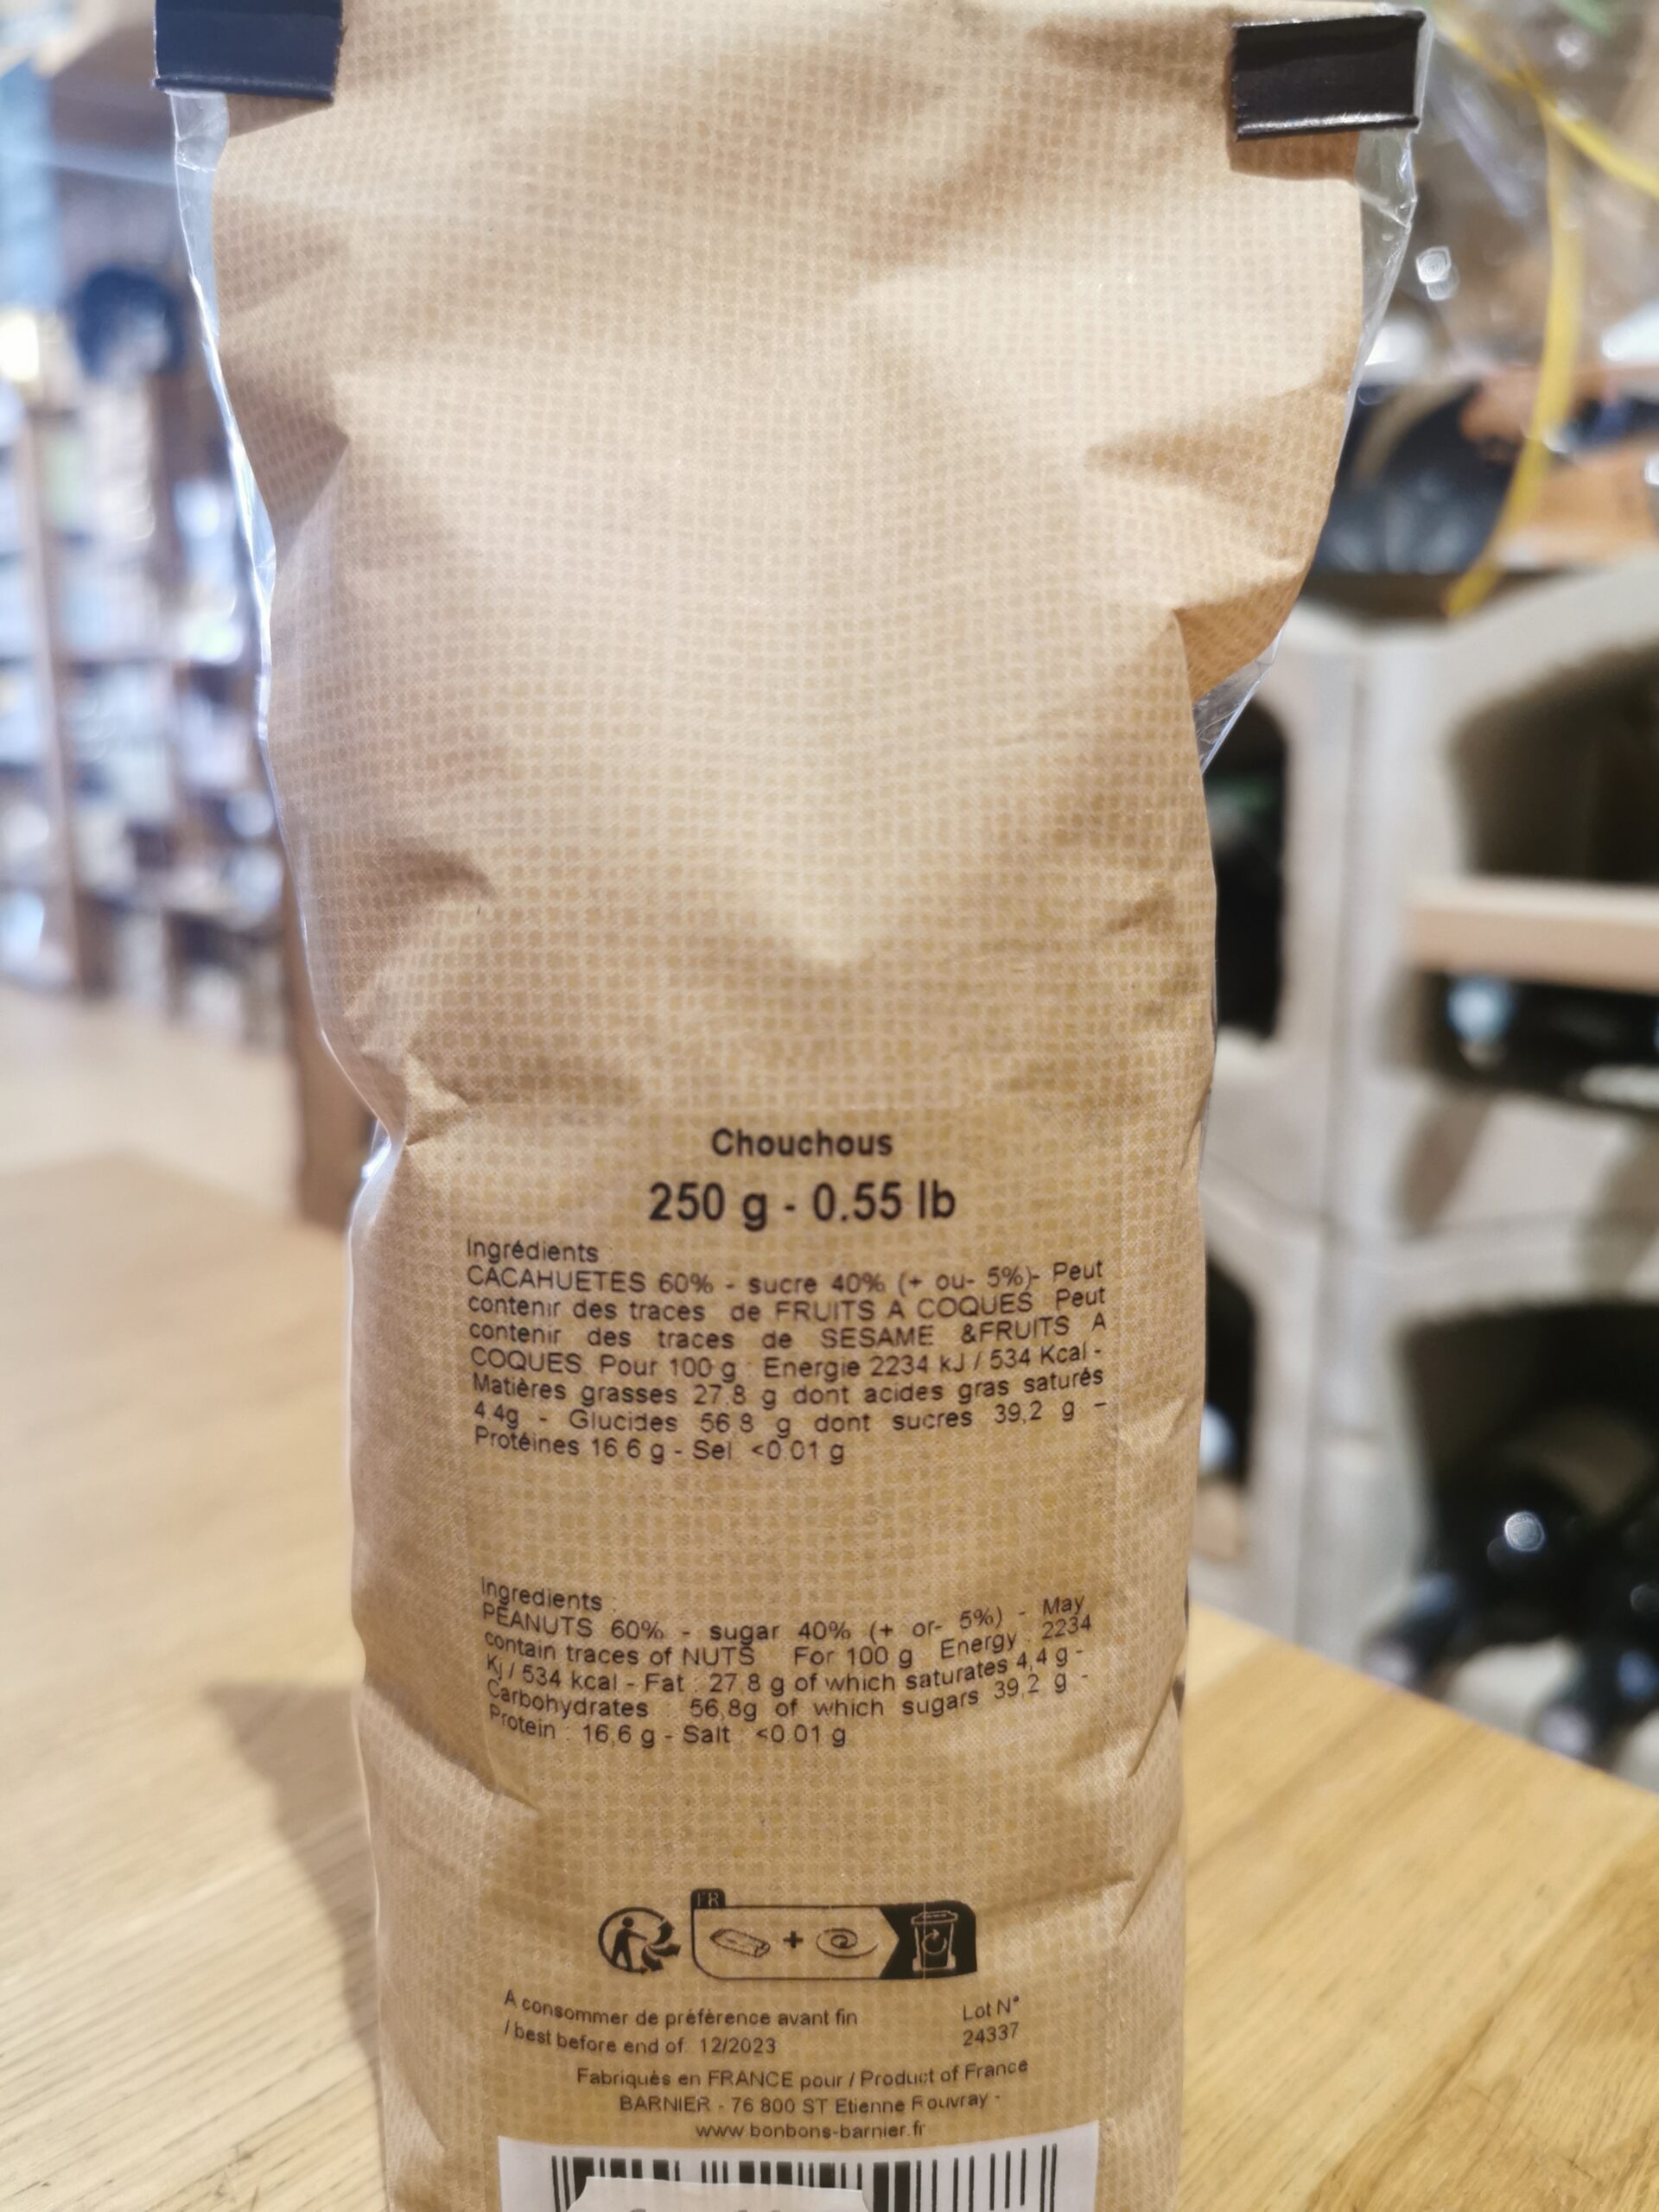 Chouchous
250 g - 0.55 lb
Ingrédients
CACAHUETES 60% - sucre 40% (+ ou- 5%)- Peut
contenir des traces de FRUITS A COQUES Peut
contenir des traces de SESAME &FRUITS A
COQUES Pour 100 g : Energie 2234 kJ / 534 Kcal -
Matières grasses 27.8 g dont acides gras saturés
4.4g - Glucides 56.8 g dont sucres 39,2 g -
Protéines 16.6 g - Sel <0.01 g
Ingredients :
PEANUTS 60% - sugar 40% (+ or- 5%) - May
contain traces of NUTS For 100 g Energy : 2234
Kj / 534 kcal - Fat : 27,8 g of which saturates 4,4 g -
Carbohydrates : 56,8g of which sugars 39,2 g -
Protein : 16,6 g - Salt : <0.01 g
FR
A consommer de préférence avant fin
/ best before end of 12/2023
Lot N°
24337
Fabriqués en FRANCE pour / Product of France
BARNIER - 76 800 ST Etienne Rouvray -
www.bonbons-barnier.fr